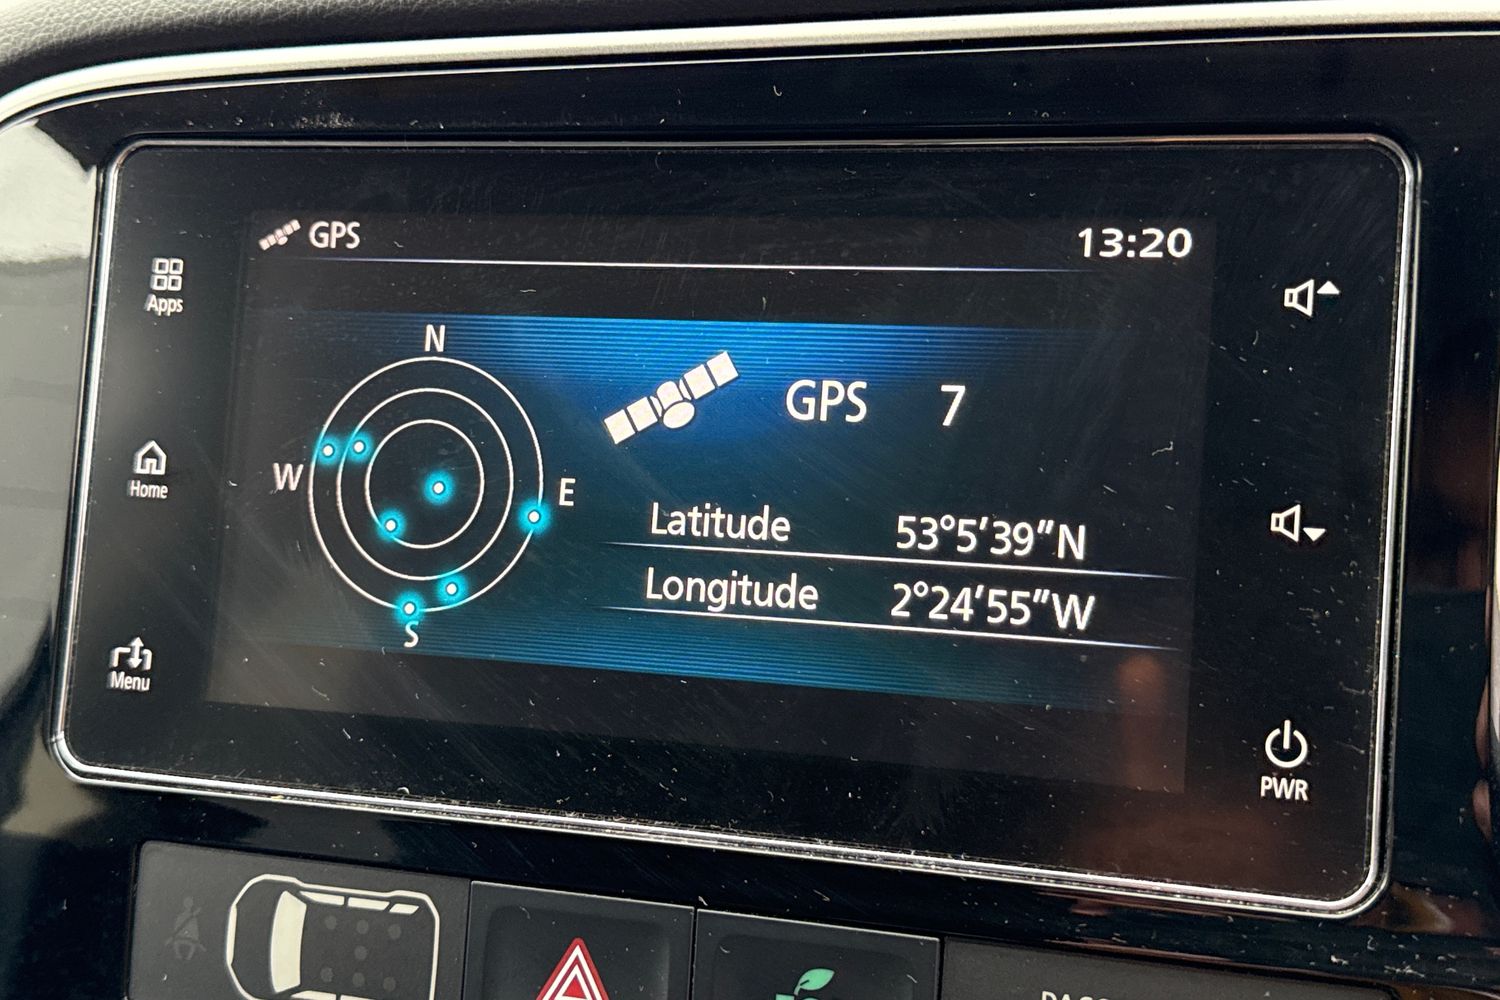 GPS
13:20
Apps
Home
Menu
N
W
E
S
GPS 7
Latitude 53°5'39"N
Longitude 2°24'55"W
PWR